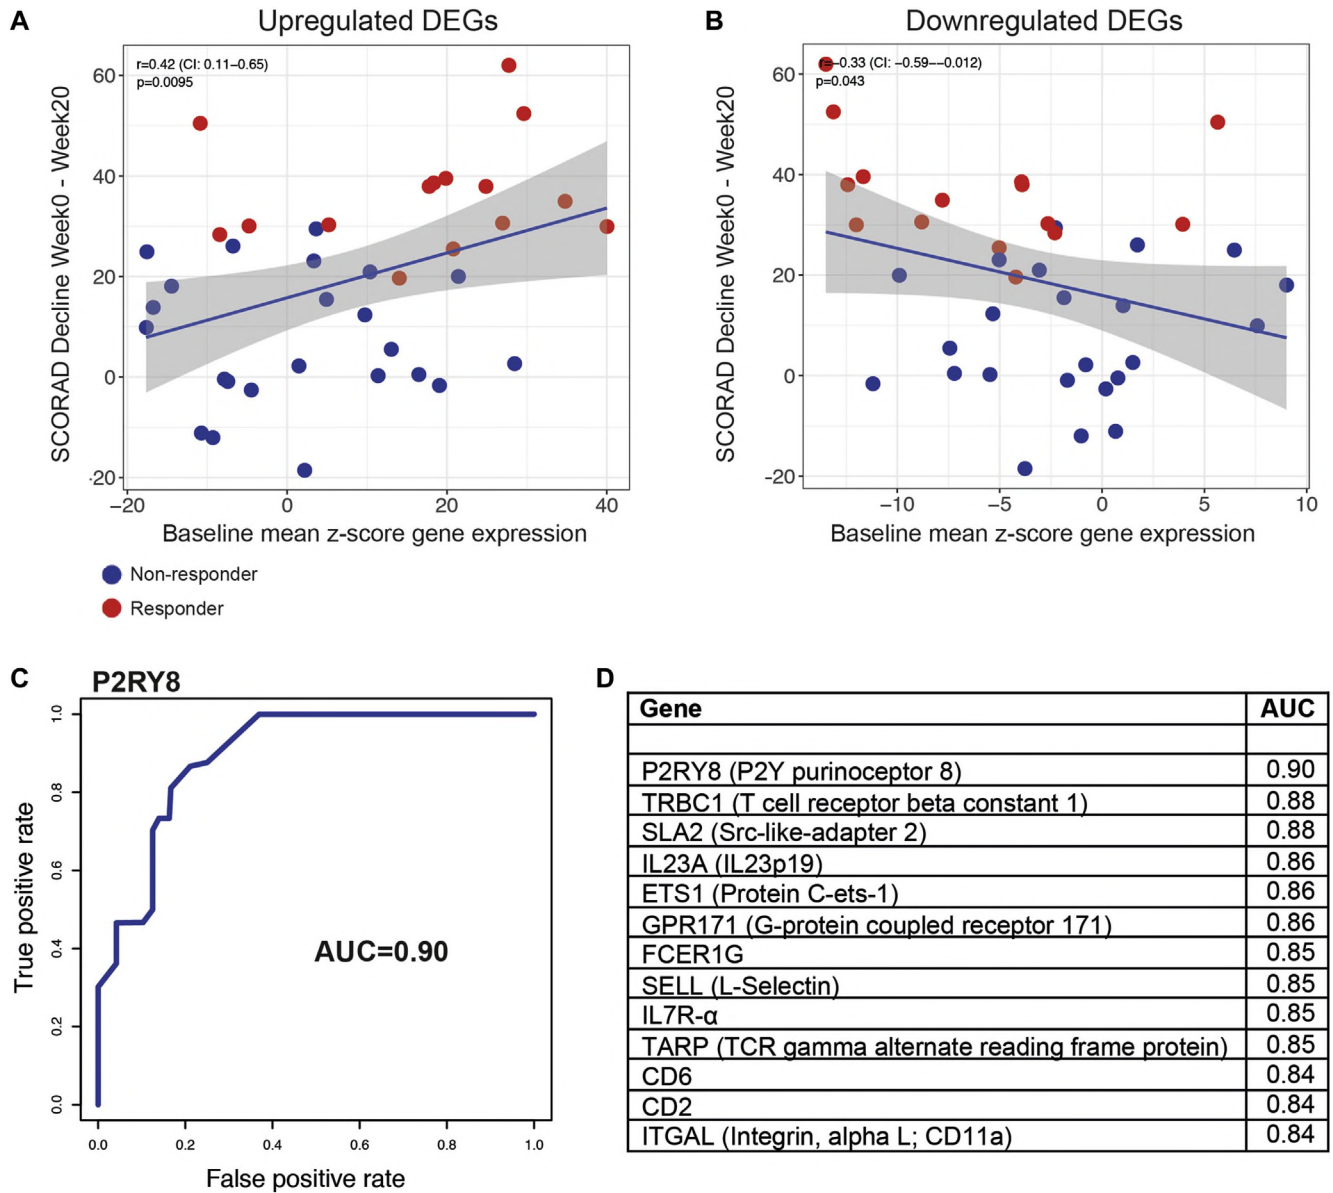 A
Upregulated DEGs
r=0.42 (CI: 0.11–0.65)
p=0.0095
SCORAD Decline Week0 - Week20
60
40
20
0
-20
−20
0
20
40
Baseline mean z-score gene expression
Non-responder
Responder
B
Downregulated DEGs
r=−0.33 (CI: −0.59−−0.012)
p=0.043
SCORAD Decline Week0 - Week20
60
40
20
0
−20
−10
−5
0
5
10
Baseline mean z-score gene expression
C
P2RY8
True positive rate
1.0
0.8
0.6
0.4
0.2
0.0
AUC=0.90
0.0
0.2
0.4
0.6
0.8
1.0
False positive rate
D
Gene AUC
P2RY8 (P2Y purinoceptor 8) 0.90
TRBC1 (T cell receptor beta constant 1) 0.88
SLA2 (Src-like-adapter 2) 0.88
IL23A (IL23p19) 0.86
ETS1 (Protein C-ets-1) 0.86
GPR171 (G-protein coupled receptor 171) 0.86
FCER1G 0.85
SELL (L-Selectin) 0.85
IL7R-α 0.85
TARP (TCR gamma alternate reading frame protein) 0.85
CD6 0.84
CD2 0.84
ITGAL (Integrin, alpha L; CD11a) 0.84